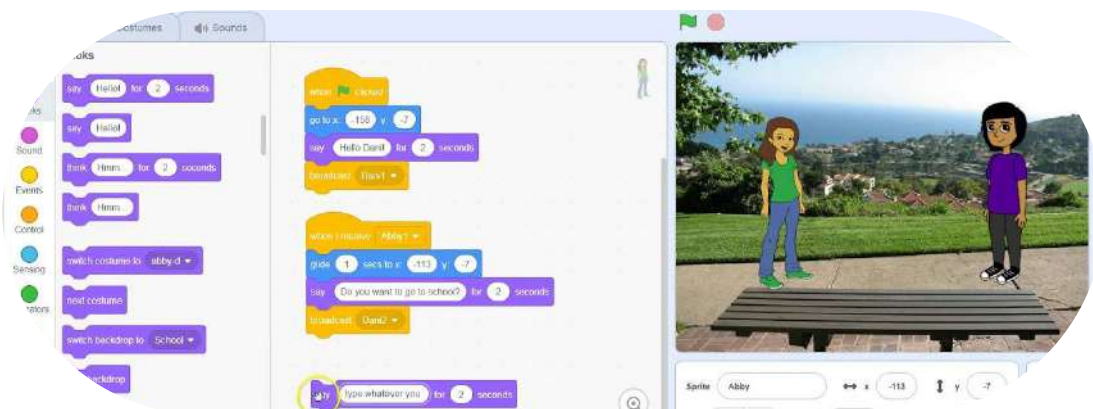 Costumes Sounds
say Hello! for 2 seconds
say Hello!
think Hmm... for 2 seconds
think Hmm...
switch costume to abby-d
next costume
switch backdrop to School
backdrop
Sound
Events
Control
Sensing
when clicked
go to x: -158 y: -7
say Hello Dani! for 2 seconds
broadcast Dani1
when I receive Abby1
glide 1 secs to x: -113 y: -7
say Do you want to go to school? for 2 seconds
broadcast Dani2
say type whatever you for 2 seconds
Sprite Abby x -113 y -7